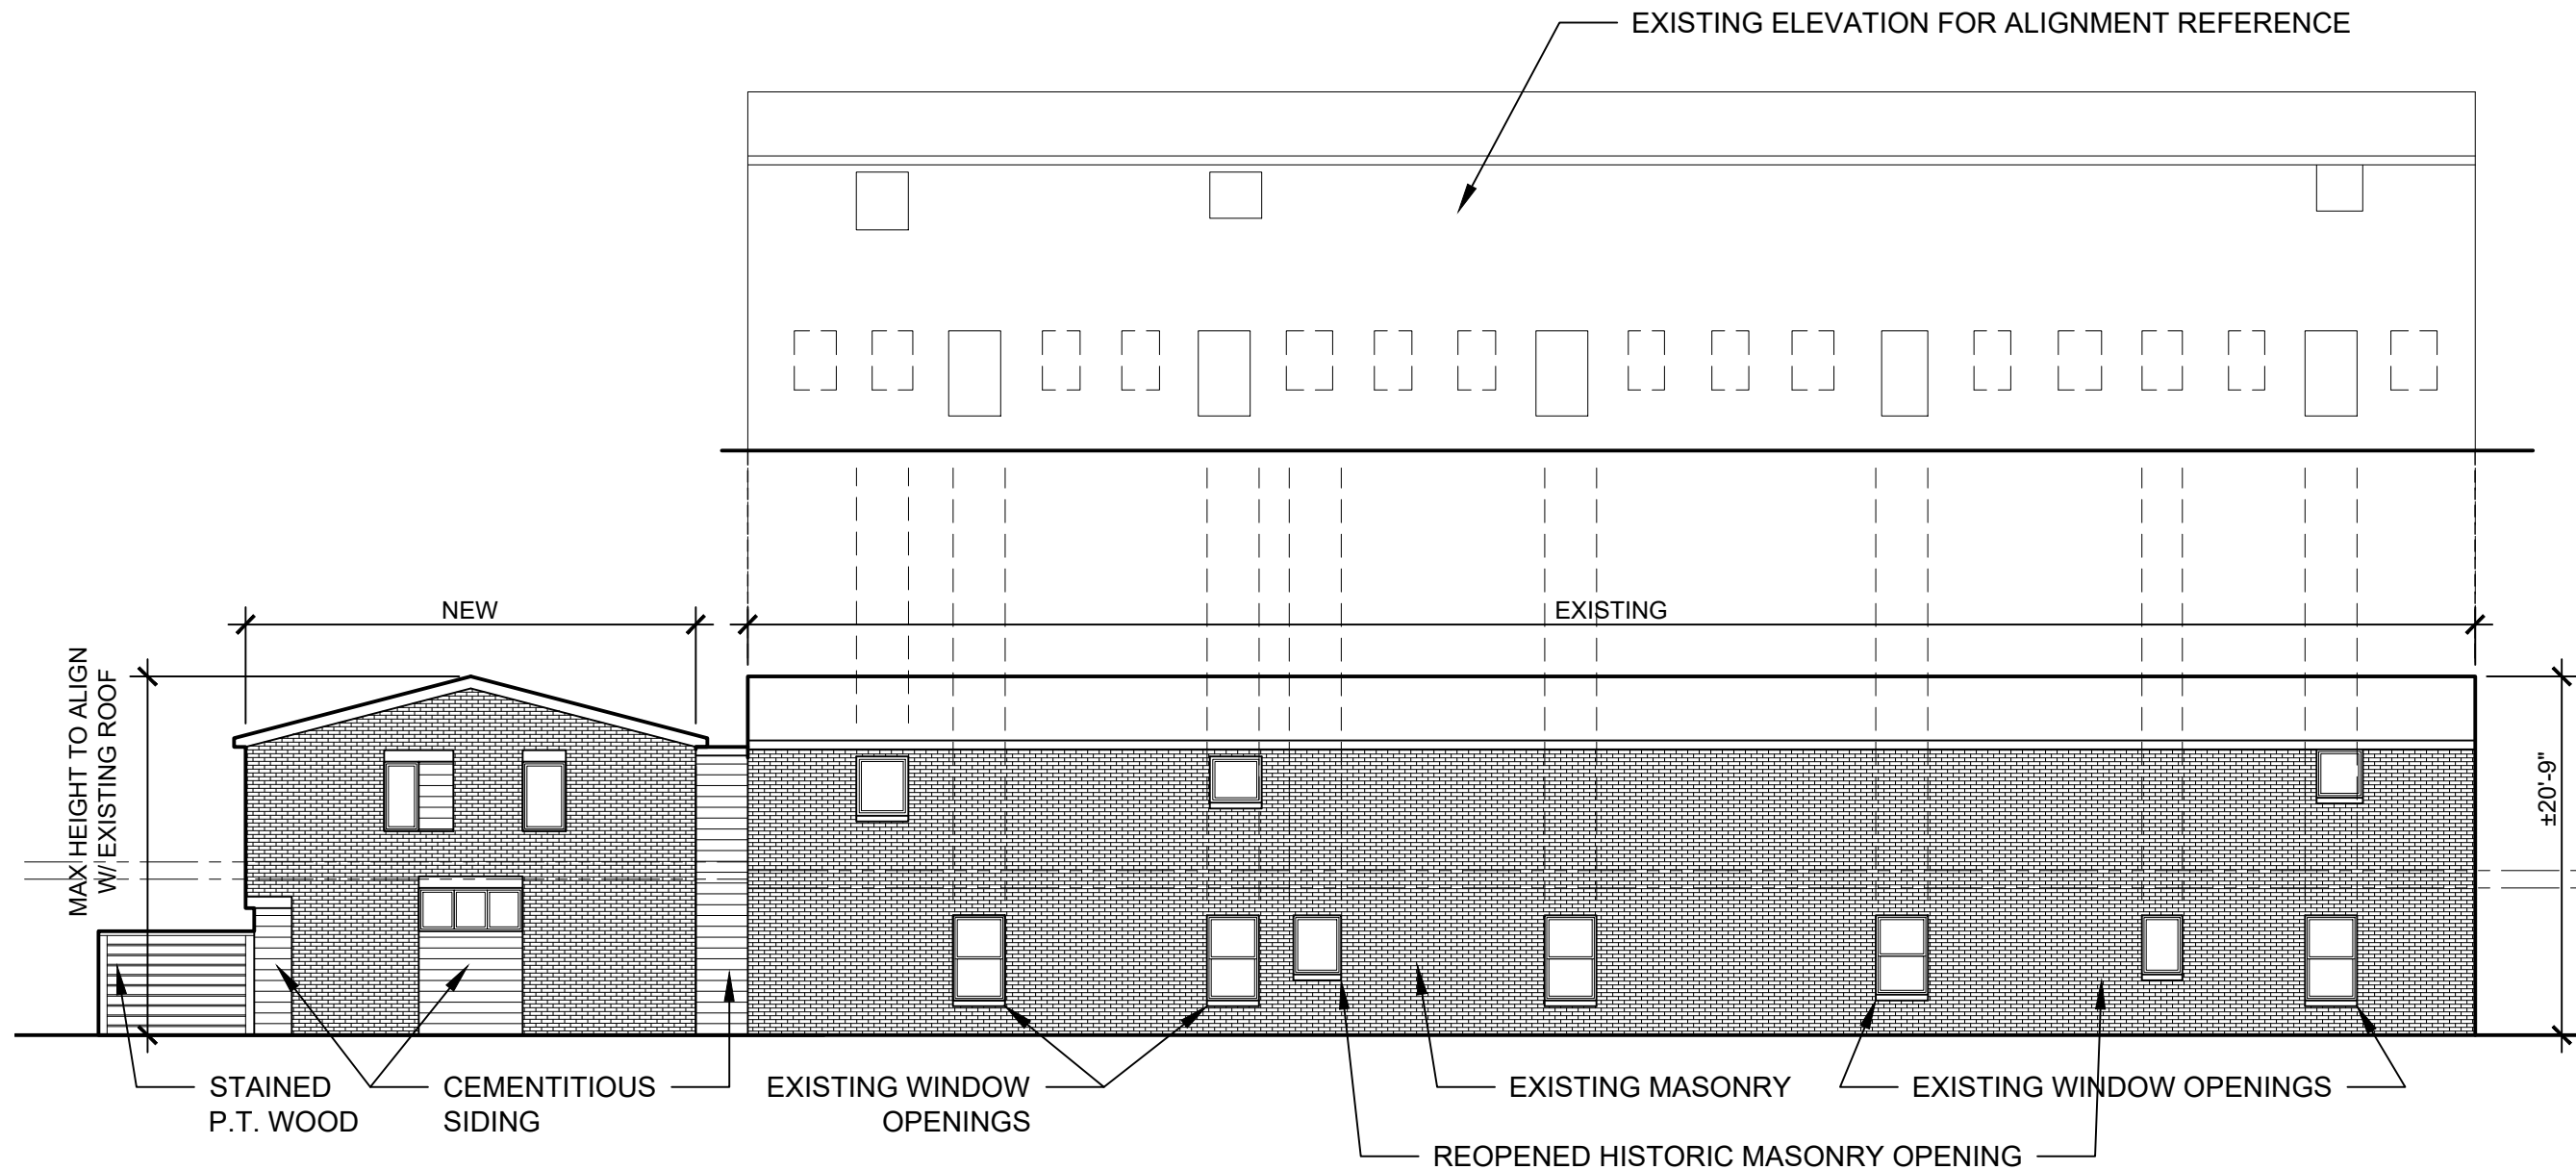 EXISTING ELEVATION FOR ALIGNMENT REFERENCE
NEW
EXISTING
MAX HEIGHT TO ALIGN
W/ EXISTING ROOF
±20'-9"
STAINED
P.T. WOOD
CEMENTITIOUS
SIDING
EXISTING WINDOW
OPENINGS
EXISTING MASONRY
EXISTING WINDOW OPENINGS
REOPENED HISTORIC MASONRY OPENING